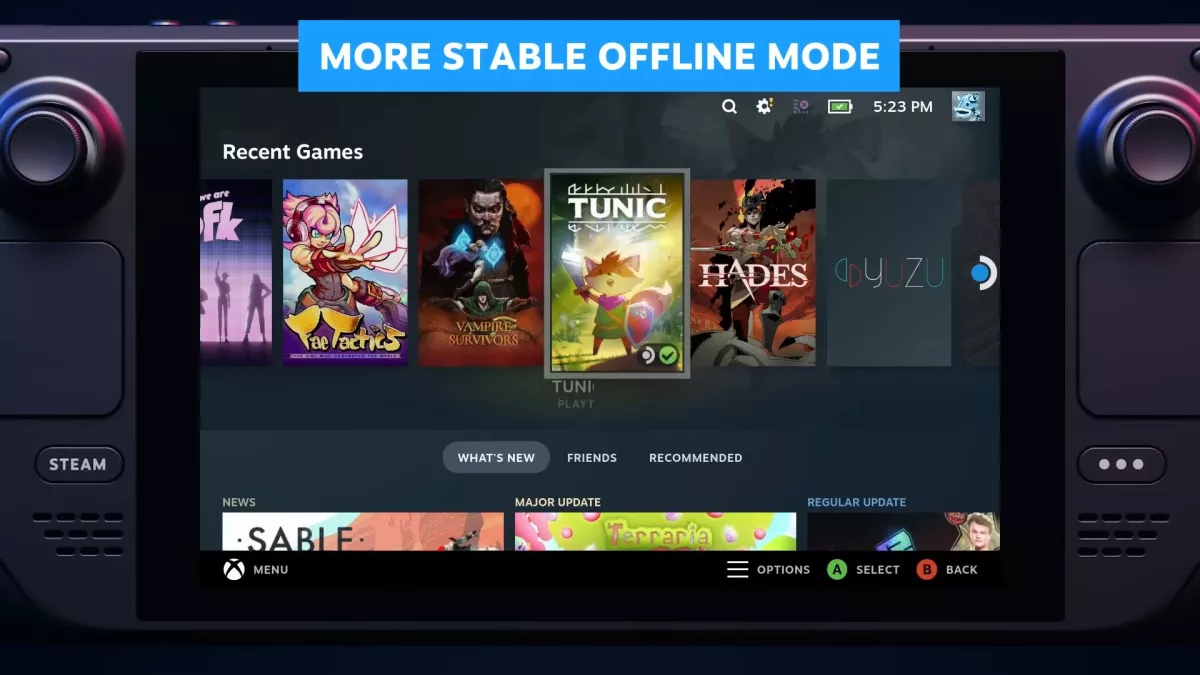 MORE STABLE OFFLINE MODE
5:23 PM
Recent Games
we are
ofk
Fae Tactics
VAMPIRE
SURVIVORS
TUNIC
HADES
YUZU
TUNI
PLAYT
STEAM
WHAT'S NEW
FRIENDS
RECOMMENDED
NEWS
MAJOR UPDATE
REGULAR UPDATE
·SABLE·
Terraria
MENU
OPTIONS
A SELECT
B BACK